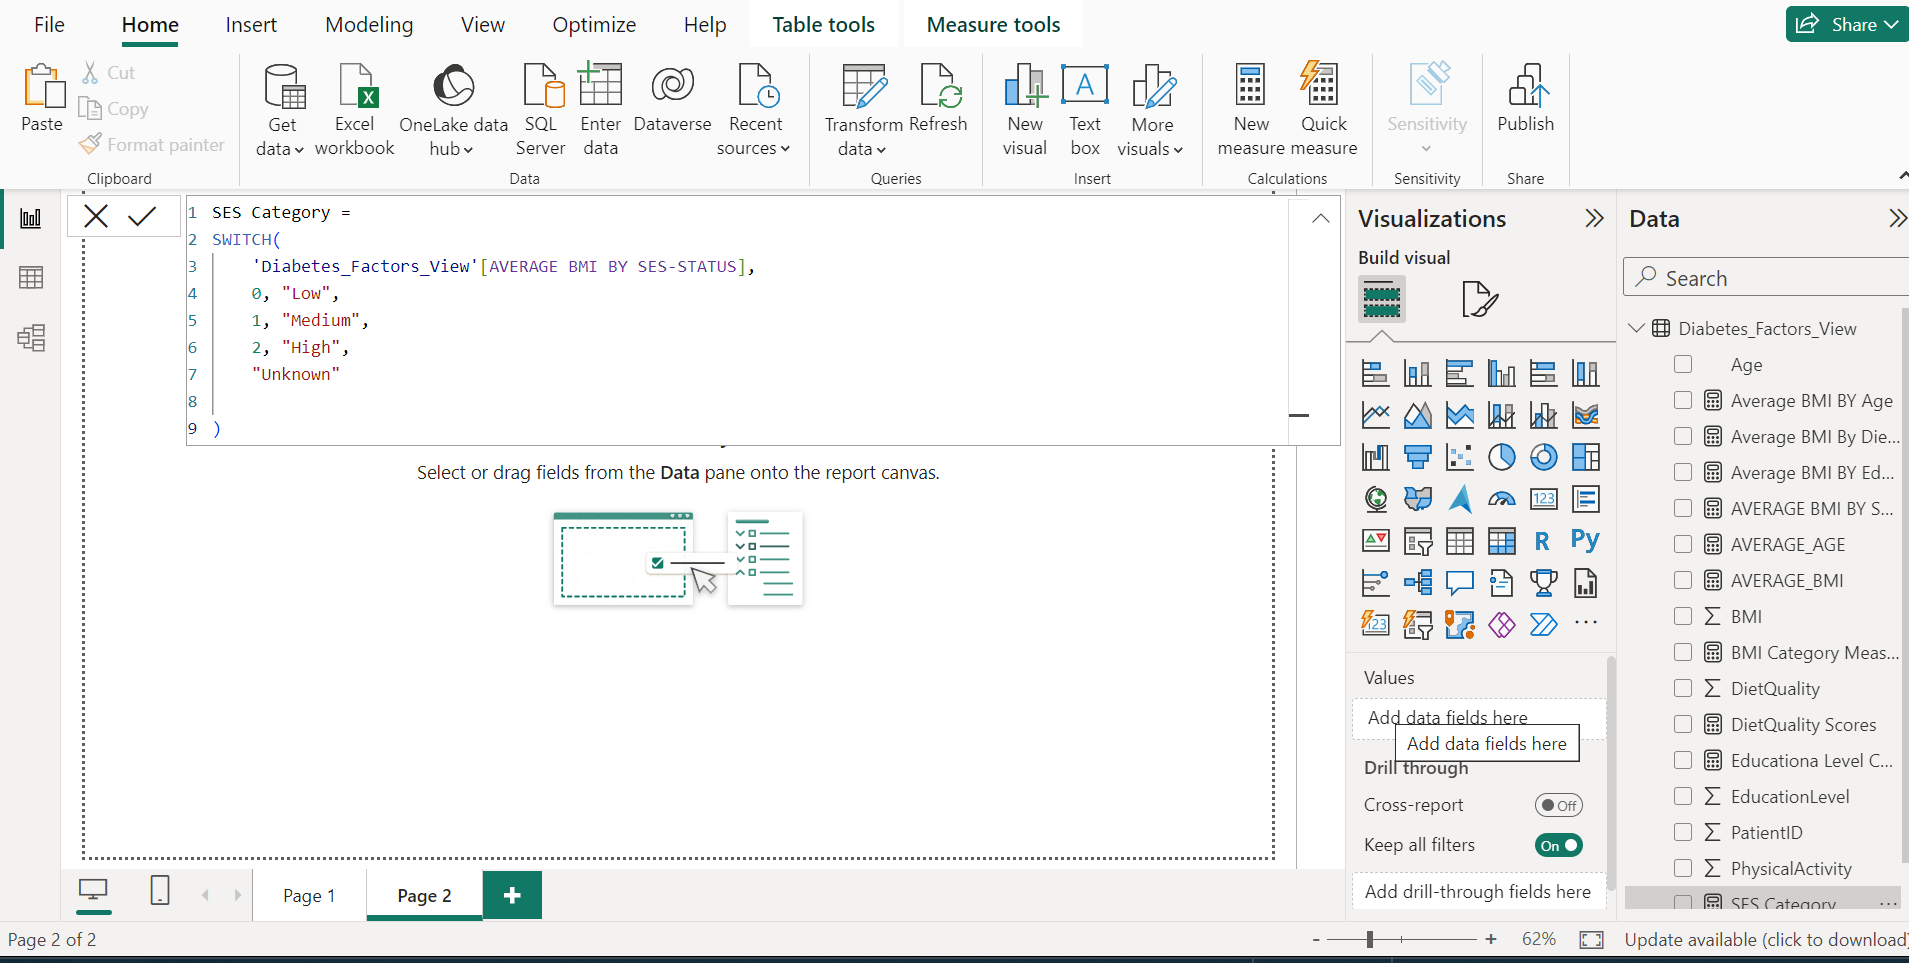 File Home Insert Modeling View Optimize Help Table tools Measure tools Share
Paste
Cut
Copy
Format painter
Clipboard
Get data
Excel workbook
OneLake data hub
SQL Server
Enter data
Dataverse
Recent sources
Data
Transform data
Refresh
Queries
New visual
Text box
More visuals
Insert
New measure
Quick measure
Calculations
Sensitivity
Sensitivity
Publish
Share
1 SES Category =
2 SWITCH(
3 'Diabetes_Factors_View'[AVERAGE BMI BY SES-STATUS],
4 0, "Low",
5 1, "Medium",
6 2, "High",
7 "Unknown"
8
9 )
Select or drag fields from the Data pane onto the report canvas.
Visualizations
Build visual
123
R
Py
123
Values
Add data fields here
Add data fields here
Drill through
Cross-report Off
Keep all filters On
Add drill-through fields here
Data
Search
Diabetes_Factors_View
Age
Average BMI BY Age
Average BMI By Die...
Average BMI BY Ed...
AVERAGE BMI BY S...
AVERAGE_AGE
AVERAGE_BMI
BMI
BMI Category Meas...
DietQuality
DietQuality Scores
Educationa Level C...
EducationLevel
PatientID
PhysicalActivity
SES Category
Page 1 Page 2
Page 2 of 2
- + 62% Update available (click to download)